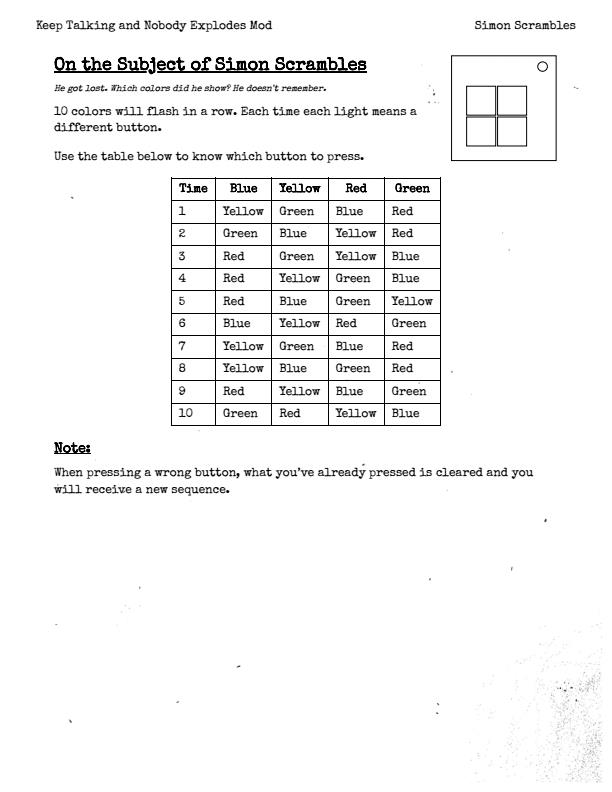 Keep Talking and Nobody Explodes Mod Simon Scrambles
On the Subject of Simon Scrambles
He got lost. Which colors did he show? He doesn't remember.
10 colors will flash in a row. Each time each light means a
different button.
Use the table below to know which button to press.
Time Blue Yellow Red Green
1 Yellow Green Blue Red
2 Green Blue Yellow Red
3 Red Green Yellow Blue
4 Red Yellow Green Blue
5 Red Blue Green Yellow
6 Blue Yellow Red Green
7 Yellow Green Blue Red
8 Yellow Blue Green Red
9 Red Yellow Blue Green
10 Green Red Yellow Blue
Note:
When pressing a wrong button, what you've already pressed is cleared and you
will receive a new sequence.